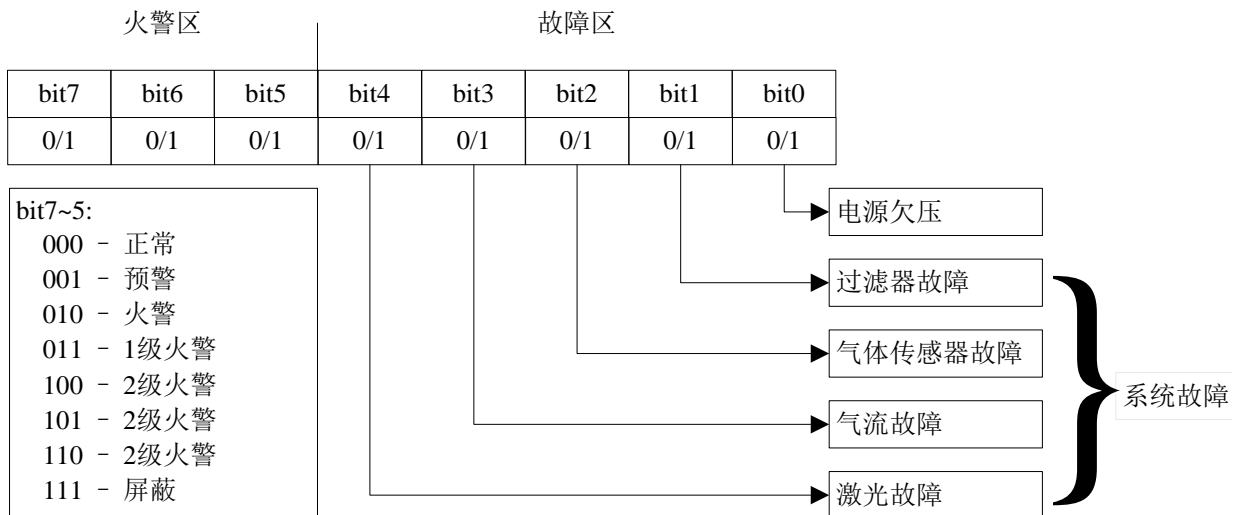 火警区 故障区
bit7 bit6 bit5 bit4 bit3 bit2 bit1 bit0
0/1 0/1 0/1 0/1 0/1 0/1 0/1 0/1
bit7~5:
000 - 正常
001 - 预警
010 - 火警
011 - 1级火警
100 - 2级火警
101 - 2级火警
110 - 2级火警
111 - 屏蔽
电源欠压
过滤器故障
气体传感器故障
气流故障
激光故障
系统故障